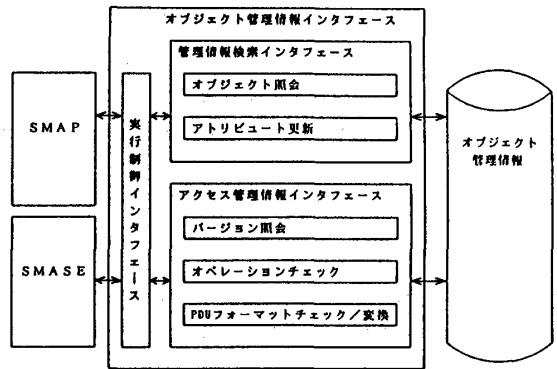 オブジェクト管理情報インタフェース
管理情報検索インタフェース
オブジェクト照会
アトリビュート更新
SMAP
SMASE
実行制御インタフェース
アクセス管理情報インタフェース
バージョン照会
オペレーションチェック
PDUフォーマットチェック/変換
オブジェクト
管理情報